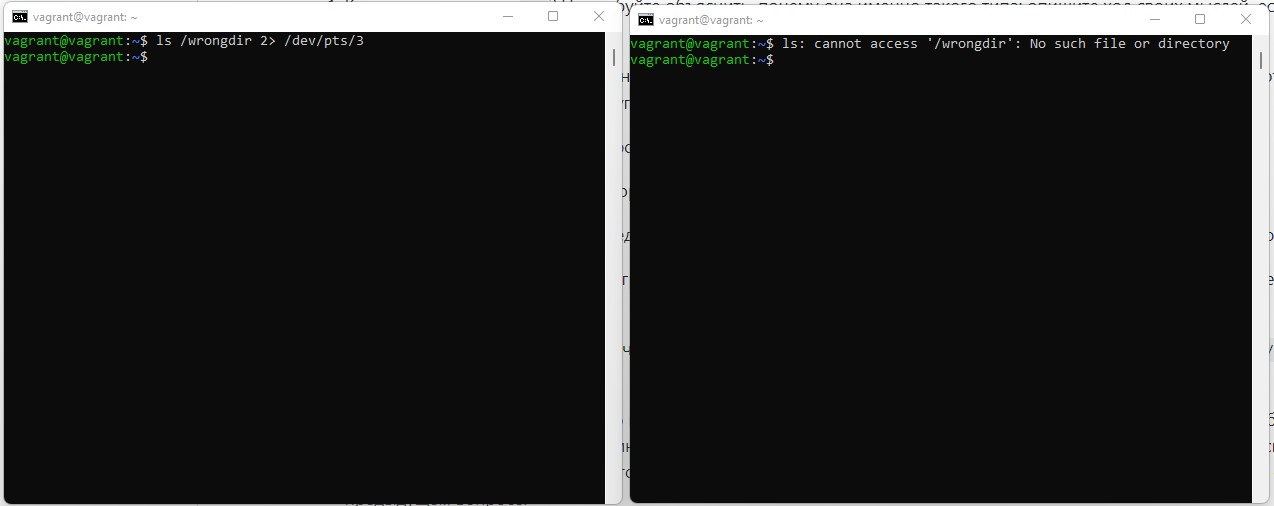 vagrant@vagrant: ~
vagrant@vagrant:~$ ls /wrongdir 2> /dev/pts/3
vagrant@vagrant:~$
vagrant@vagrant: ~
vagrant@vagrant:~$ ls: cannot access '/wrongdir': No such file or directory
vagrant@vagrant:~$